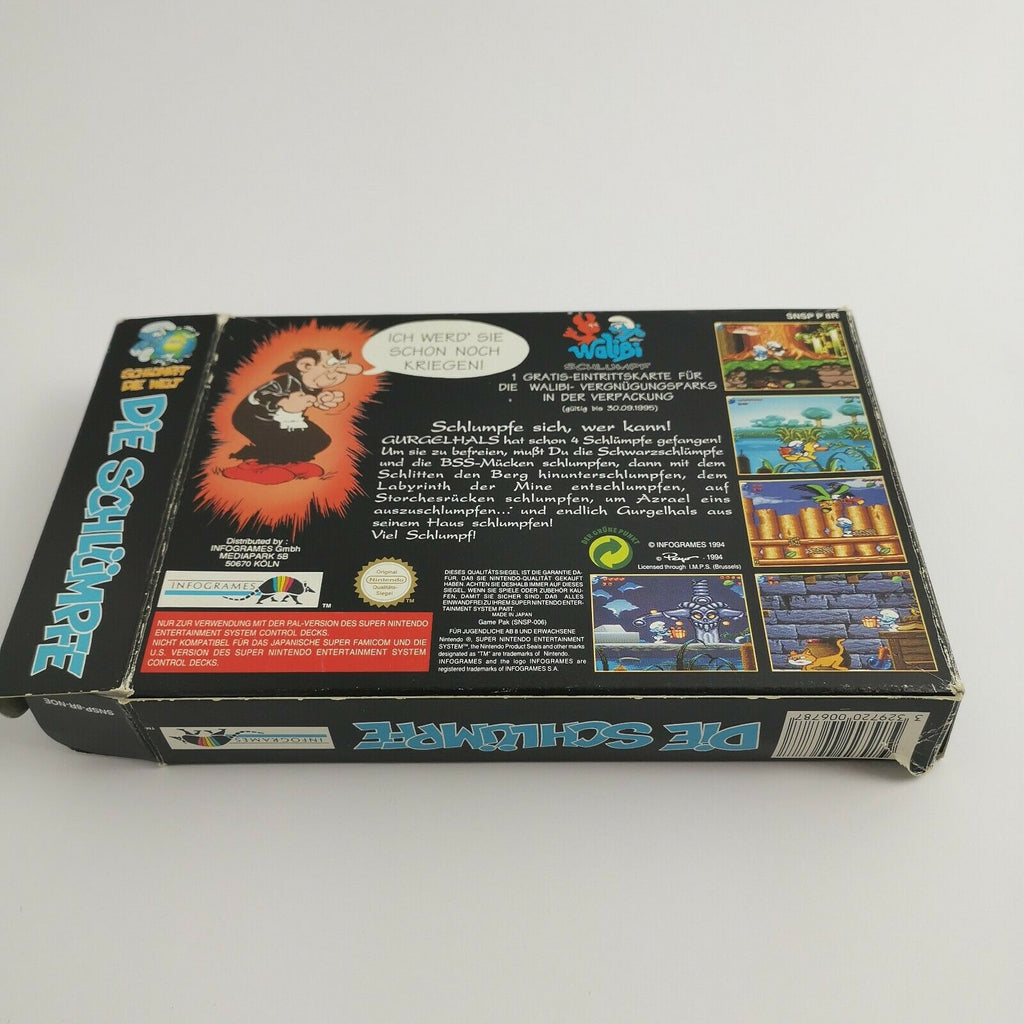 SCHLUMPFT
DIE WELT
DIE SCHLÜMPFE
ICH WERD' SIE
SCHON NOCH
KRIEGEN!
Walibi
SCHLUMPF
1 GRATIS-EINTRITTSKARTE FÜR
DIE WALIBI- VERGNÜGUNGSPARKS
IN DER VERPACKUNG
(gültig bis 30.09.1995)
SNSP P 6R
Schlumpfe sich, wer kann!
GURGELHALS hat schon 4 Schlümpfe gefangen!
Um sie zu befreien, mußt Du die Schwarzschlümpfe
und die BSS-Mücken schlumpfen, dann mit dem
Schlitten den Berg hinunterschlumpfen, dem
Labyrinth der Mine entschlumpfen, auf
Storchesrücken schlumpfen, um Azrael eins
auszuschlumpfen... und endlich Gurgelhals aus
seinem Haus schlumpfen!
Viel Schlumpf!
Distributed by :
INFOGRAMES Gmbh
MEDIAPARK 5B
50670 KÖLN
INFOGRAMES
TM
Original
Nintendo
Qualitäts-
Siegel
TM
NUR ZUR VERWENDUNG MIT DER PAL-VERSION DES SUPER NINTENDO
ENTERTAINMENT SYSTEM CONTROL DECKS.
NICHT KOMPATIBEL FÜR DAS JAPANISCHE SUPER FAMICOM UND DIE
U.S. VERSION DES SUPER NINTENDO ENTERTAINMENT SYSTEM
CONTROL DECKS.
DIESES QUALITÄTSSIEGEL IST DIE GARANTIE DA-
FÜR, DAß SIE NINTENDO-QUALITÄT GEKAUFT
HABEN. ACHTEN SIE DESHALB IMMER AUF DIESES
SIEGEL, WENN SIE SPIELE ODER ZUBEHÖR KAU-
FEN, DAMIT SIE SICHER SIND, DAß ALLES
EINWANDFREI ZU IHREM SUPER NINTENDO ENTER-
TAINMENT SYSTEM PAßT.
MADE IN JAPAN
Game Pak (SNSP-006)
FÜR JUGENDLICHE AB 8 UND ERWACHSENE
Nintendo ®, SUPER NINTENDO ENTERTAINMENT
SYSTEM™, the Nintendo Product Seals and other marks
designated as "TM" are trademarks of Nintendo.
INFOGRAMES and the logo INFOGRAMES are
registered trademarks of INFOGRAMES S.A.
DER GRÜNE PUNKT
© INFOGRAMES 1994
© Peyo - 1994
Licensed through I.M.P.S. (Brussels)
SNSP-6R-NOE
INFOGRAMES
DIE SCHLÜMPFE
3 329720 006787